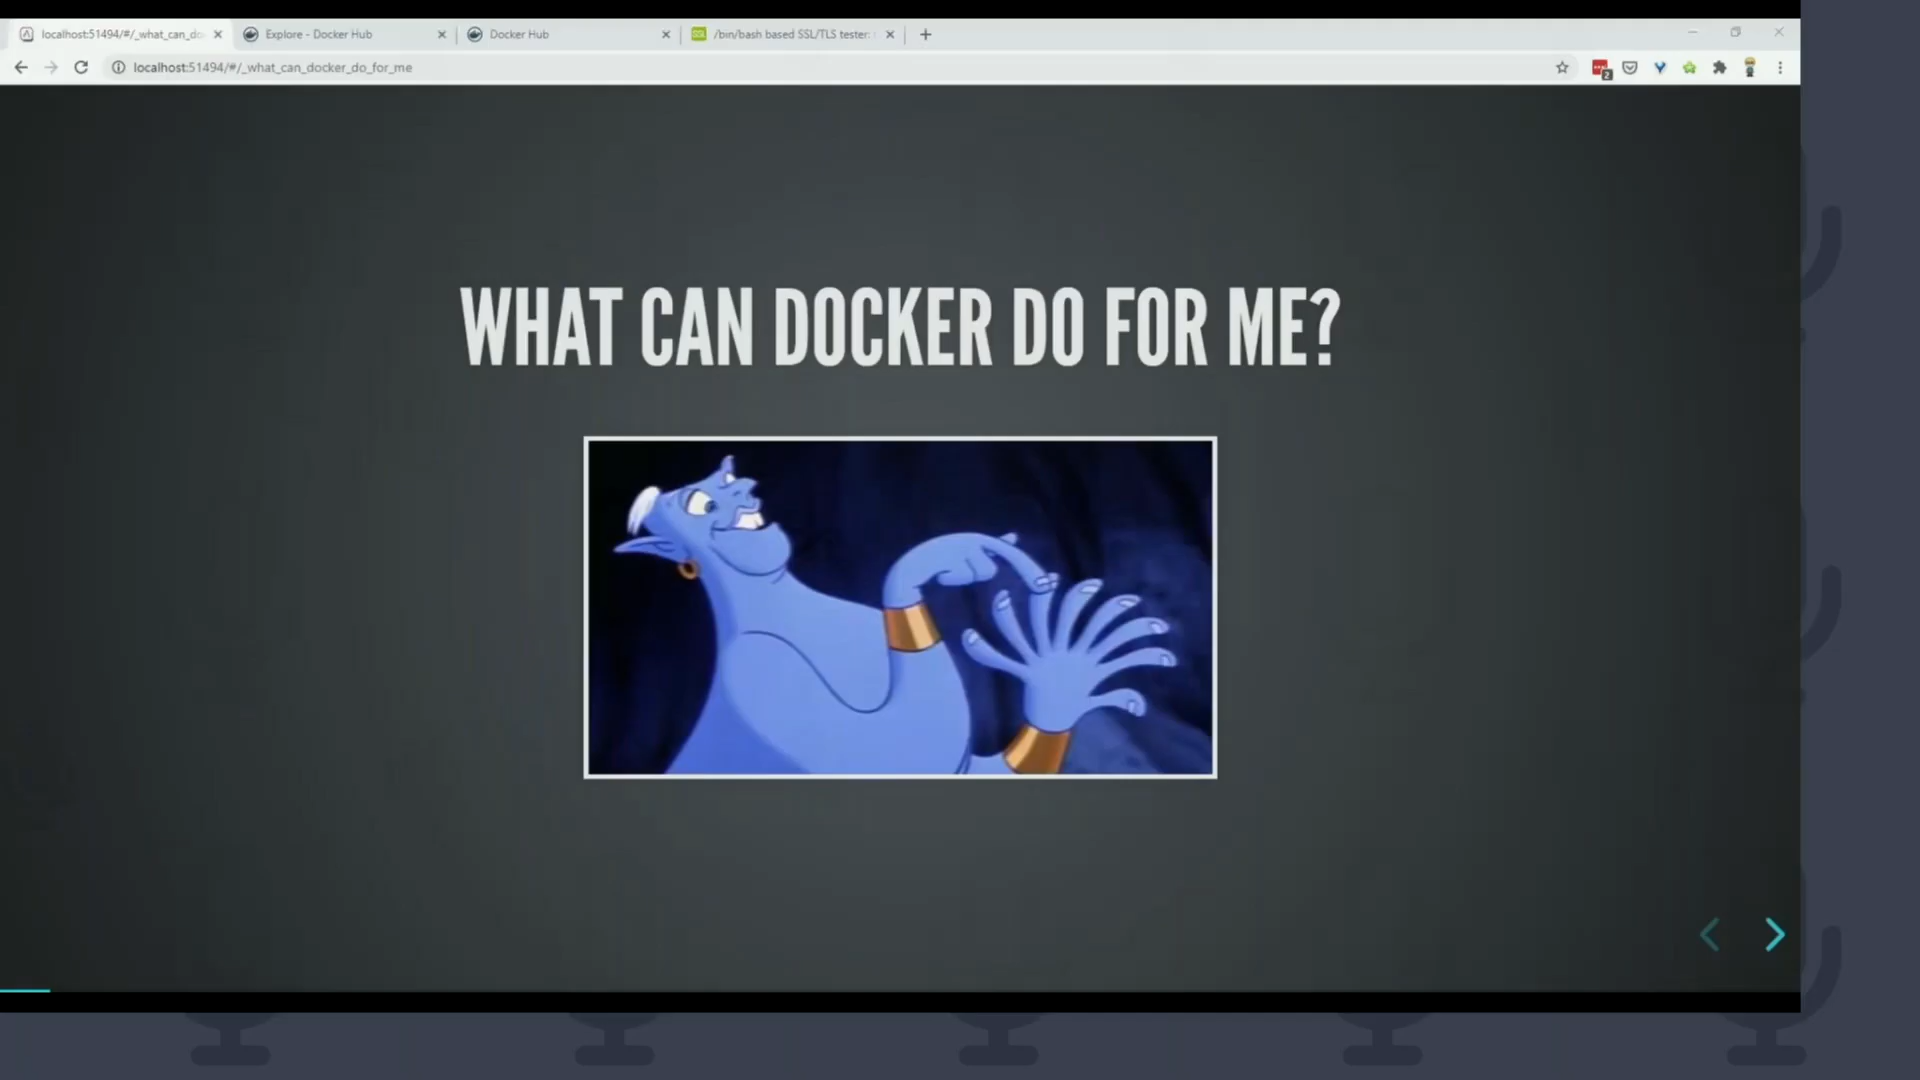 localhost:51494/#/_what_can_do
Explore - Docker Hub
Docker Hub
/bin/bash based SSL/TLS tester:
localhost:51494/#/_what_can_docker_do_for_me
2
WHAT CAN DOCKER DO FOR ME?